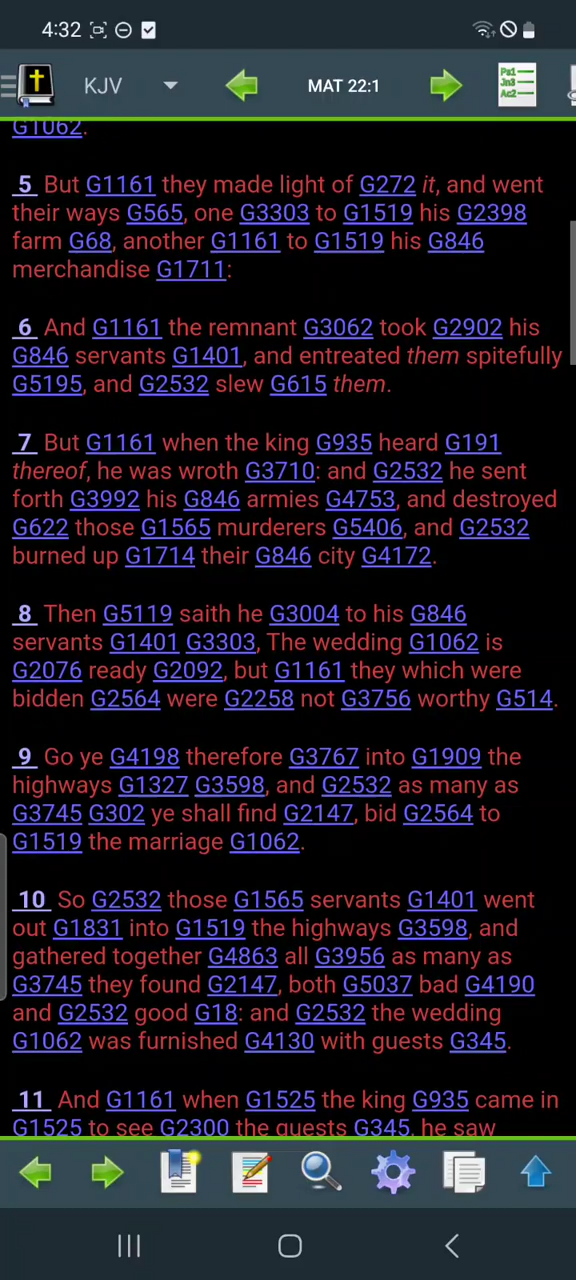 4:32
KJV MAT 22:1
Ps1
Jn3
Ac2
G1062.
5 But G1161 they made light of G272 it, and went
their ways G565, one G3303 to G1519 his G2398
farm G68, another G1161 to G1519 his G846
merchandise G1711:
6 And G1161 the remnant G3062 took G2902 his
G846 servants G1401, and entreated them spitefully
G5195, and G2532 slew G615 them.
7 But G1161 when the king G935 heard G191
thereof, he was wroth G3710: and G2532 he sent
forth G3992 his G846 armies G4753, and destroyed
G622 those G1565 murderers G5406, and G2532
burned up G1714 their G846 city G4172.
8 Then G5119 saith he G3004 to his G846
servants G1401 G3303, The wedding G1062 is
G2076 ready G2092, but G1161 they which were
bidden G2564 were G2258 not G3756 worthy G514.
9 Go ye G4198 therefore G3767 into G1909 the
highways G1327 G3598, and G2532 as many as
G3745 G302 ye shall find G2147, bid G2564 to
G1519 the marriage G1062.
10 So G2532 those G1565 servants G1401 went
out G1831 into G1519 the highways G3598, and
gathered together G4863 all G3956 as many as
G3745 they found G2147, both G5037 bad G4190
and G2532 good G18: and G2532 the wedding
G1062 was furnished G4130 with guests G345.
11 And G1161 when G1525 the king G935 came in
G1525 to see G2300 the guests G345, he saw